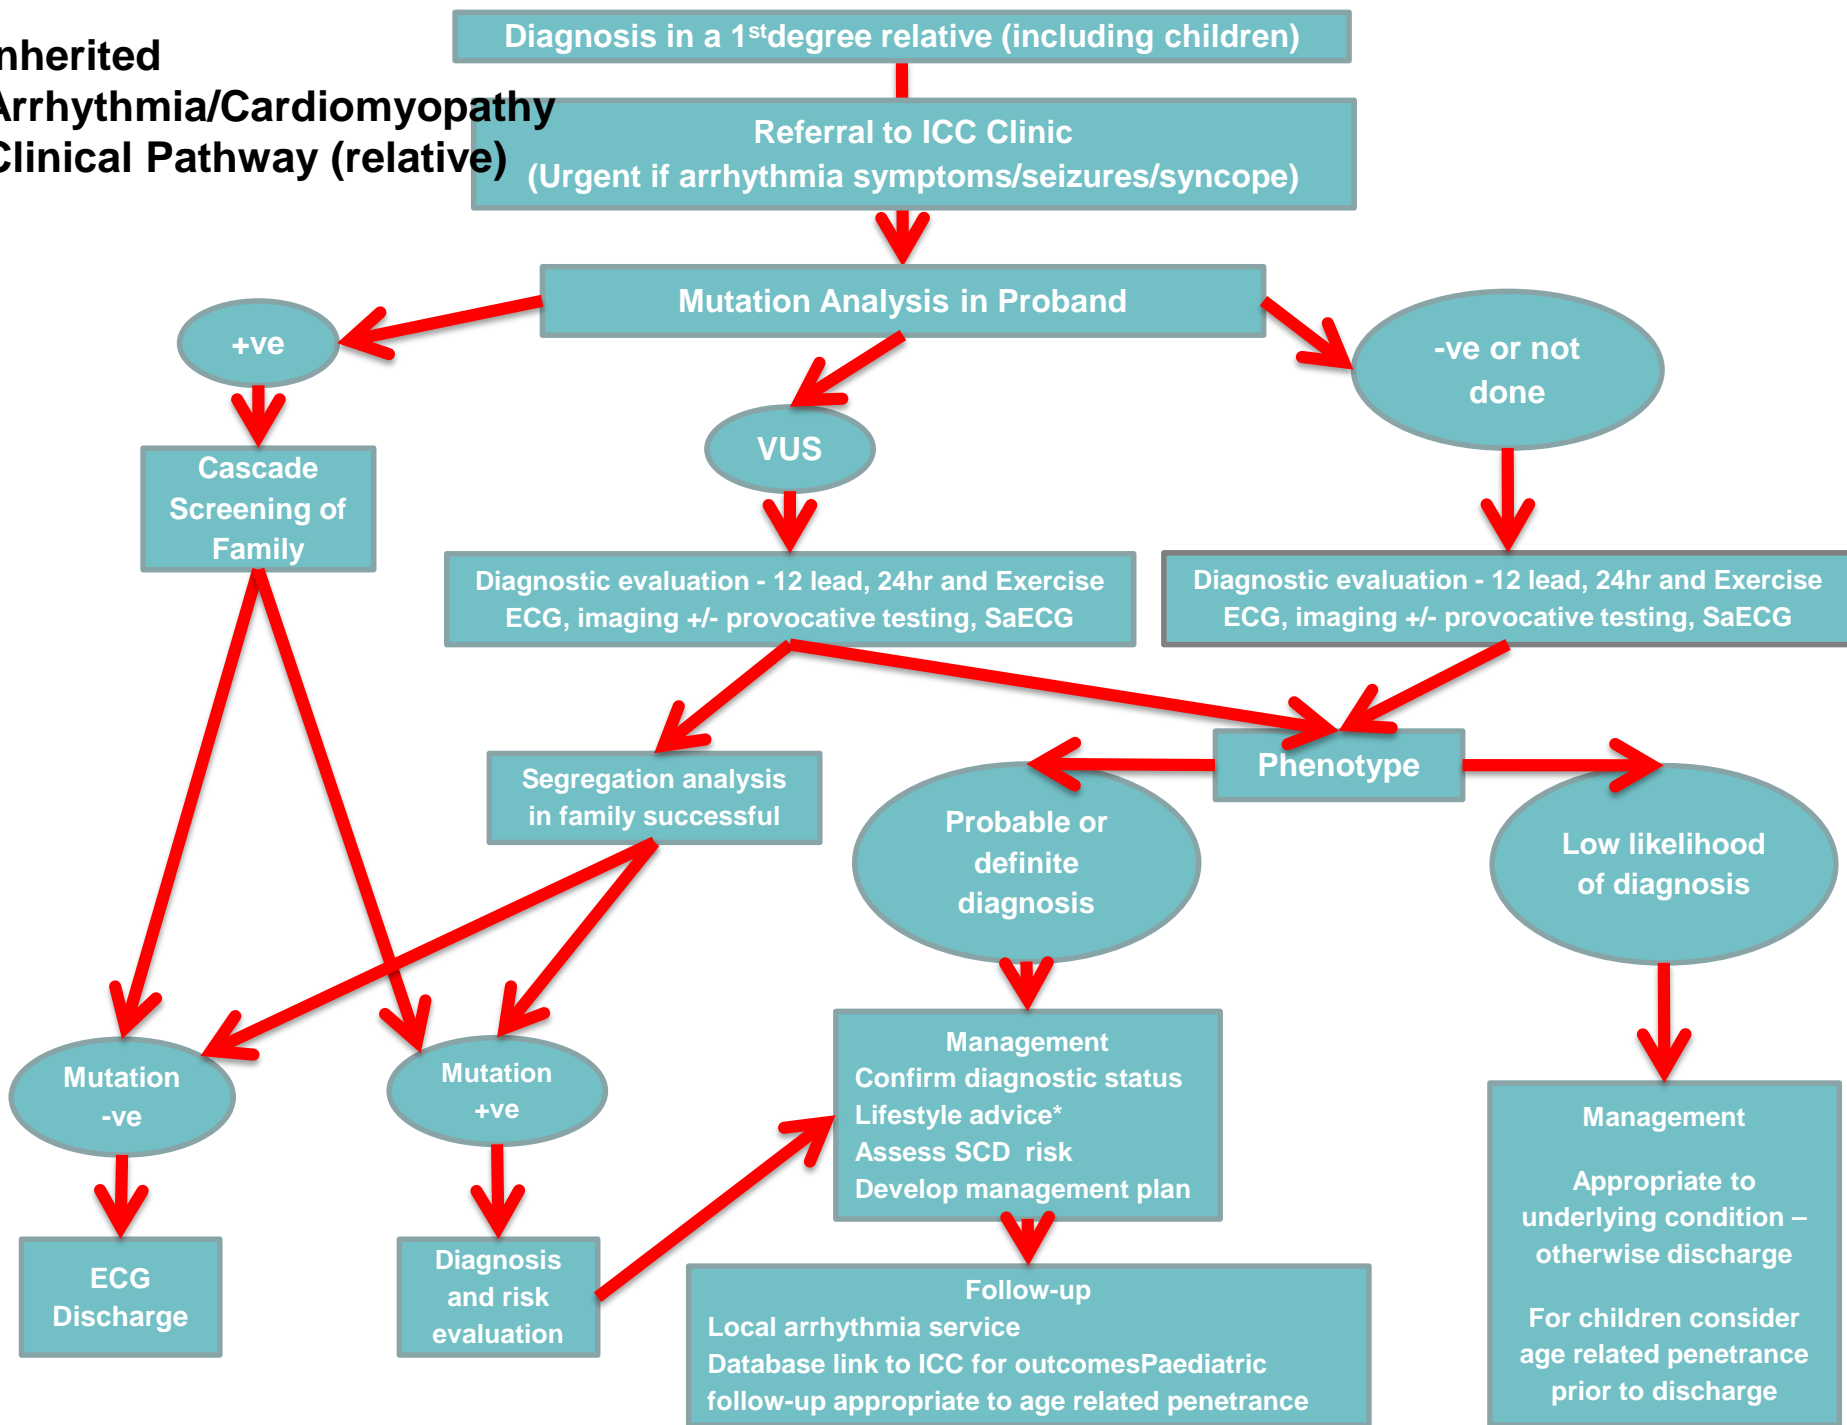 Diagnosis in a 1stdegree relative (including children)
nherited
Arrhythmia/Cardiomyopathy
Clinical Pathway (relative)
Referral to ICC Clinic
(Urgent if arrhythmia symptoms/seizures/syncope)
Mutation Analysis in Proband
+ve
-ve or not
done
VUS
Cascade
Screening of
Family
Diagnostic evaluation - 12 lead, 24hr and Exercise
ECG, imaging +/- provocative testing, SaECG
Diagnostic evaluation - 12 lead, 24hr and Exercise
ECG, imaging +/- provocative testing, SaECG
Segregation analysis
in family successful
Phenotype
Probable or
definite
diagnosis
Low likelihood
of diagnosis
Mutation
-ve
Mutation
+ve
Management
Confirm diagnostic status
Lifestyle advice*
Assess SCD risk
Develop management plan
Management
Appropriate to
underlying condition –
otherwise discharge
For children consider
age related penetrance
prior to discharge
ECG
Discharge
Diagnosis
and risk
evaluation
Follow-up
Local arrhythmia service
Database link to ICC for outcomesPaediatric
follow-up appropriate to age related penetrance